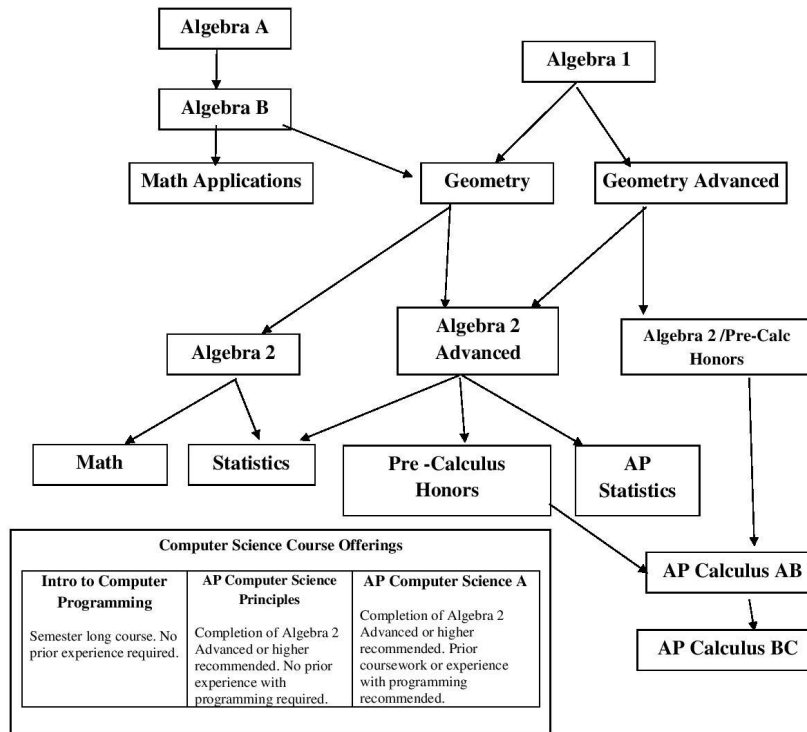 Algebra A
Algebra 1
Algebra B
Math Applications
Geometry
Geometry Advanced
Algebra 2
Algebra 2
Advanced
Algebra 2 /Pre-Calc
Honors
Math
Statistics
Pre -Calculus
Honors
AP
Statistics
AP Calculus AB
AP Calculus BC
Computer Science Course Offerings
Intro to Computer
Programming
Semester long course. No
prior experience required.
AP Computer Science
Principles
Completion of Algebra 2
Advanced or higher
recommended. No prior
experience with
programming required.
AP Computer Science A
Completion of Algebra 2
Advanced or higher
recommended. Prior
coursework or experience
with programming
recommended.